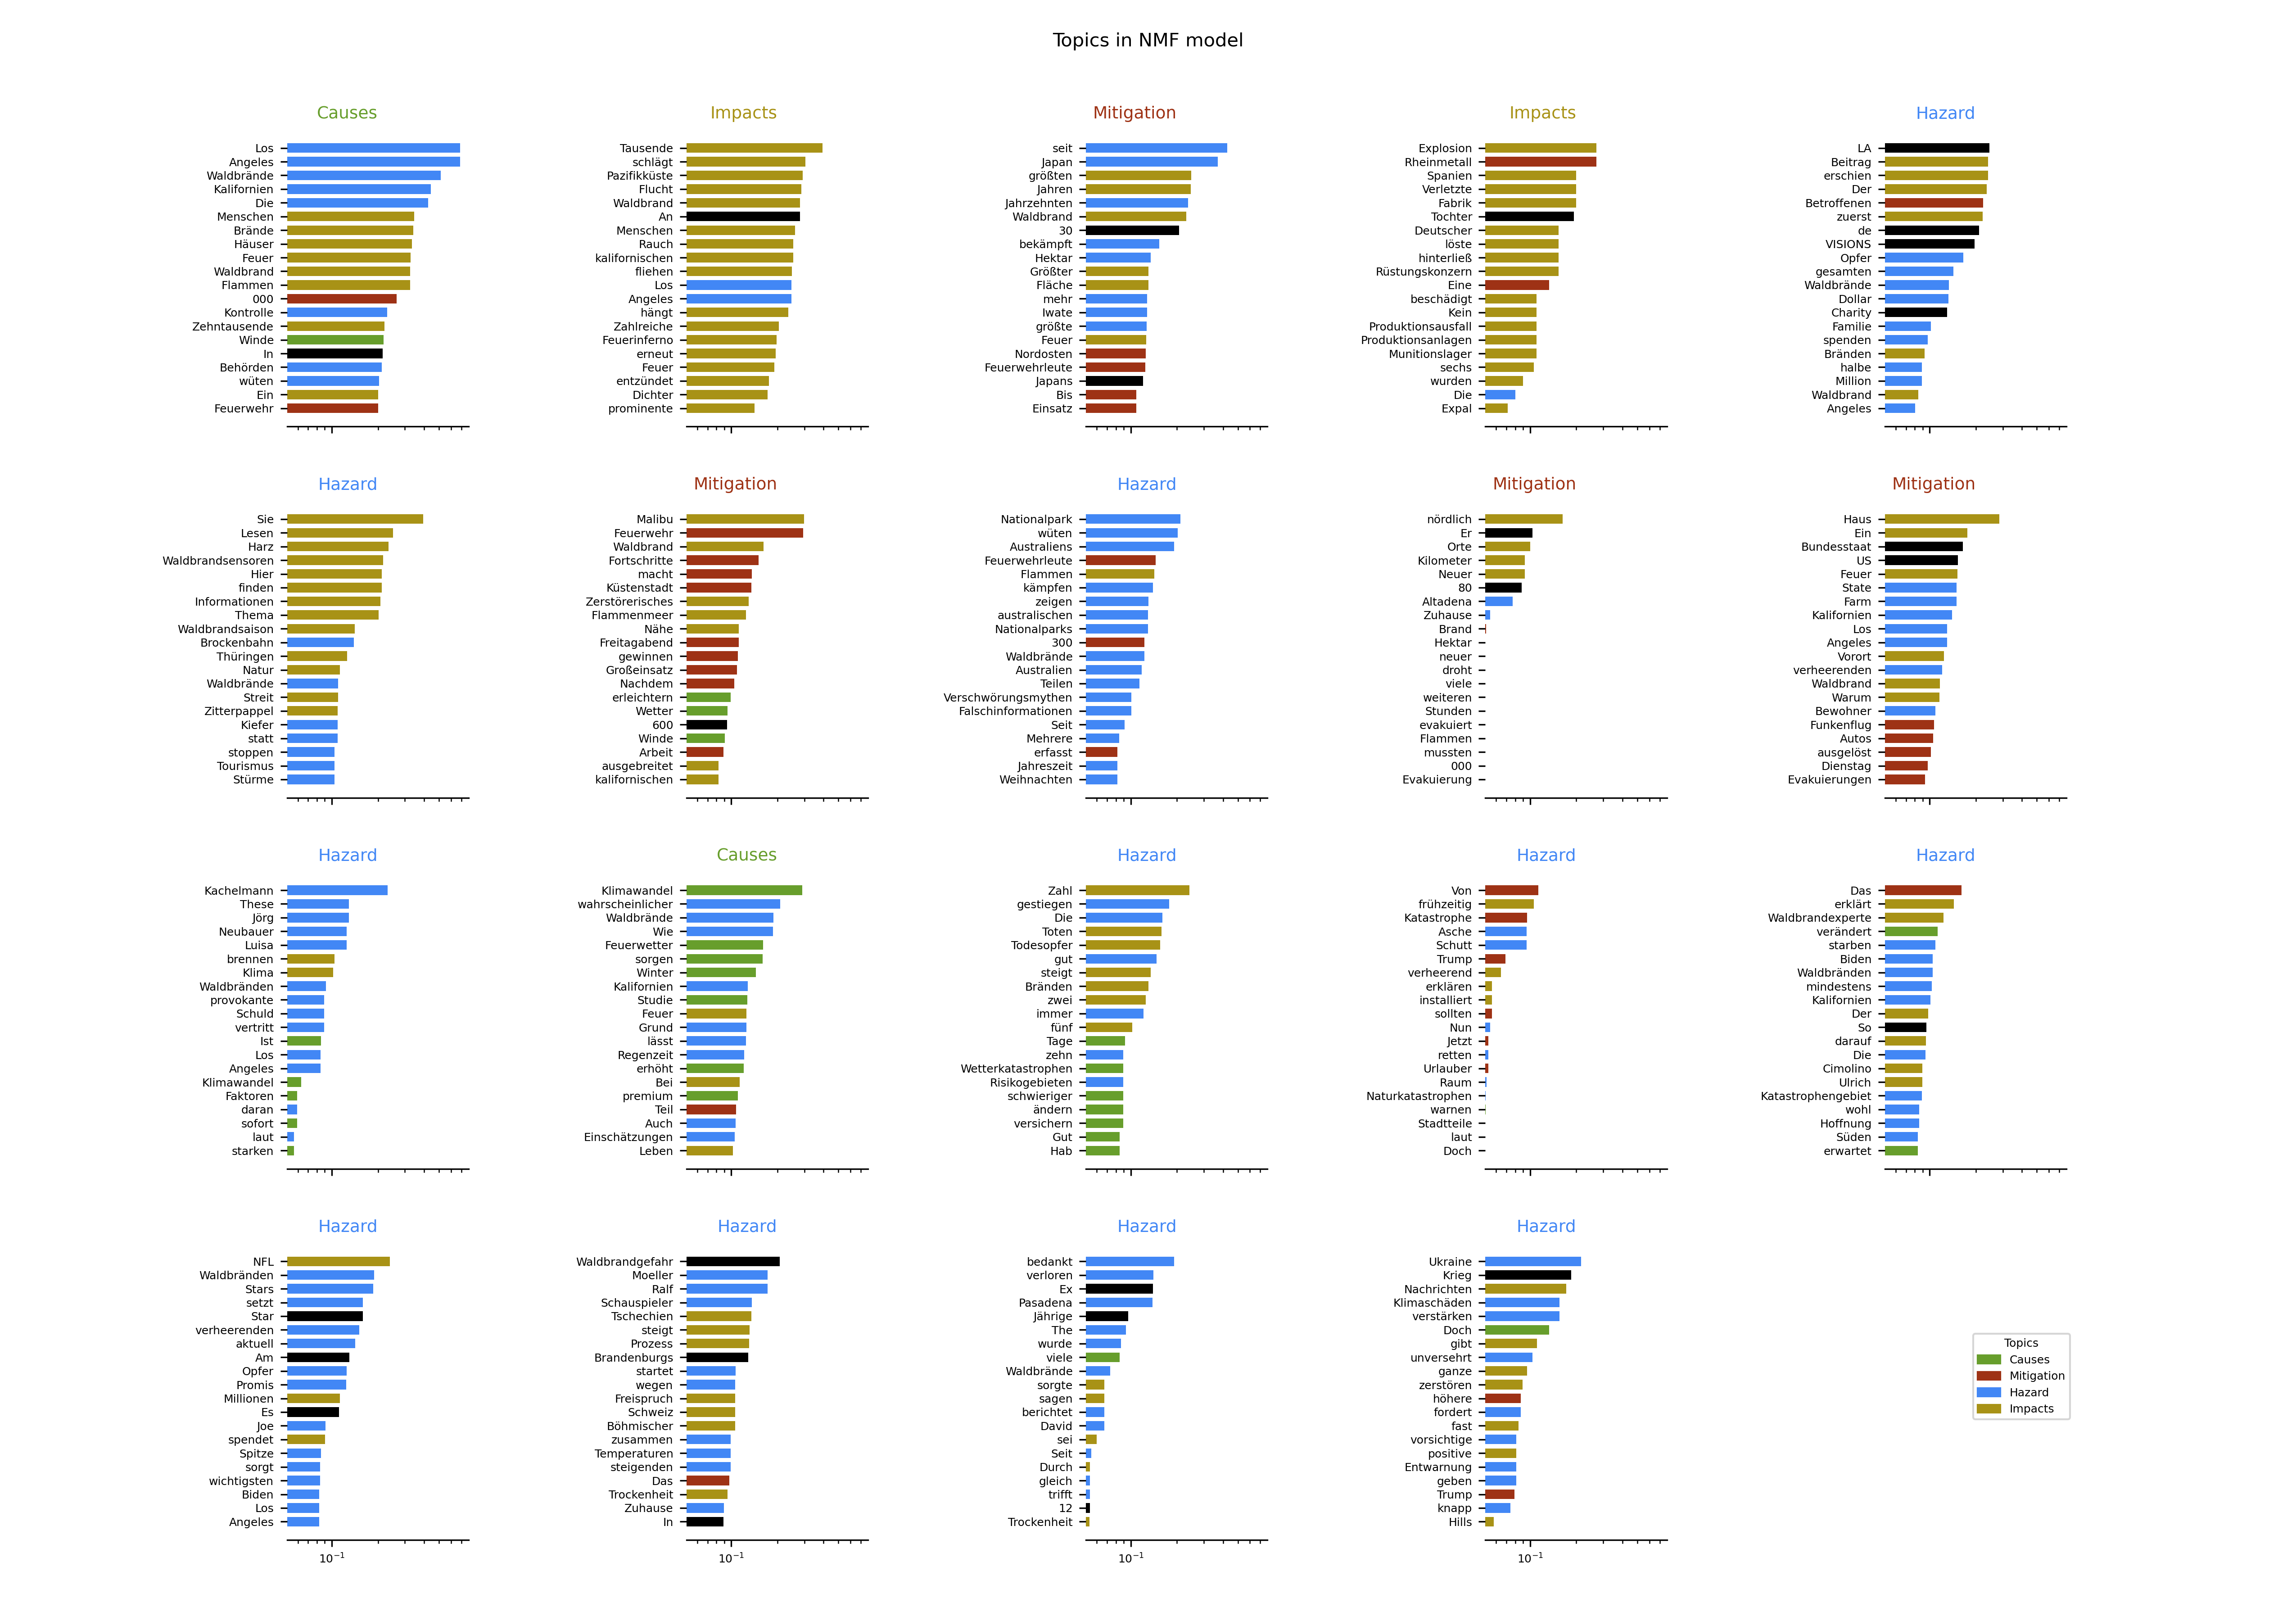 Topics in NMF model
Causes
Los
Angeles
Waldbrände
Kalifornien
Die
Menschen
Brände
Häuser
Feuer
Waldbrand
Flammen
000
Kontrolle
Zehntausende
Winde
In
Behörden
wüten
Ein
Feuerwehr
Impacts
Tausende
schlägt
Pazifikküste
Flucht
Waldbrand
An
Menschen
Rauch
kalifornischen
fliehen
Los
Angeles
hängt
Zahlreiche
Feuerinferno
erneut
Feuer
entzündet
Dichter
prominente
Mitigation
seit
Japan
größten
Jahren
Jahrzehnten
Waldbrand
30
bekämpft
Hektar
Größter
Fläche
mehr
Iwate
größte
Feuer
Nordosten
Feuerwehrleute
Japans
Bis
Einsatz
Impacts
Explosion
Rheinmetall
Spanien
Verletzte
Fabrik
Tochter
Deutscher
löste
hinterließ
Rüstungskonzern
Eine
beschädigt
Kein
Produktionsausfall
Produktionsanlagen
Munitionslager
sechs
wurden
Die
Expal
Hazard
LA
Beitrag
erschien
Der
Betroffenen
zuerst
de
VISIONS
Opfer
gesamten
Waldbrände
Dollar
Charity
Familie
spenden
Bränden
halbe
Million
Waldbrand
Angeles
Hazard
Sie
Lesen
Harz
Waldbrandsensoren
Hier
finden
Informationen
Thema
Waldbrandsaison
Brockenbahn
Thüringen
Natur
Waldbrände
Streit
Zitterpappel
Kiefer
statt
stoppen
Tourismus
Stürme
Mitigation
Malibu
Feuerwehr
Waldbrand
Fortschritte
macht
Küstenstadt
Zerstörerisches
Flammenmeer
Nähe
Freitagabend
gewinnen
Großeinsatz
Nachdem
erleichtern
Wetter
600
Winde
Arbeit
ausgebreitet
kalifornischen
Hazard
Nationalpark
wüten
Australiens
Feuerwehrleute
Flammen
kämpfen
zeigen
australischen
Nationalparks
300
Waldbrände
Australien
Teilen
Verschwörungsmythen
Falschinformationen
Seit
Mehrere
erfasst
Jahreszeit
Weihnachten
Mitigation
nördlich
Er
Orte
Kilometer
Neuer
80
Altadena
Zuhause
Brand
Hektar
neuer
droht
viele
weiteren
Stunden
evakuiert
Flammen
mussten
000
Evakuierung
Mitigation
Haus
Ein
Bundesstaat
US
Feuer
State
Farm
Kalifornien
Los
Angeles
Vorort
verheerenden
Waldbrand
Warum
Bewohner
Funkenflug
Autos
ausgelöst
Dienstag
Evakuierungen
Hazard
Kachelmann
These
Jörg
Neubauer
Luisa
brennen
Klima
Waldbränden
provokante
Schuld
vertritt
Ist
Los
Angeles
Klimawandel
Faktoren
daran
sofort
laut
starken
Causes
Klimawandel
wahrscheinlicher
Waldbrände
Wie
Feuerwetter
sorgen
Winter
Kalifornien
Studie
Feuer
Grund
lässt
Regenzeit
erhöht
Bei
premium
Teil
Auch
Einschätzungen
Leben
Hazard
Zahl
gestiegen
Die
Toten
Todesopfer
gut
steigt
Bränden
zwei
immer
fünf
Tage
zehn
Wetterkatastrophen
Risikogebieten
schwieriger
ändern
versichern
Gut
Hab
Hazard
Von
frühzeitig
Katastrophe
Asche
Schutt
Trump
verheerend
erklären
installiert
sollten
Nun
Jetzt
retten
Urlauber
Raum
Naturkatastrophen
warnen
Stadtteile
laut
Doch
Hazard
Das
erklärt
Waldbrandexperte
verändert
starben
Biden
Waldbränden
mindestens
Kalifornien
Der
So
darauf
Die
Cimolino
Ulrich
Katastrophengebiet
wohl
Hoffnung
Süden
erwartet
Hazard
NFL
Waldbränden
Stars
setzt
Star
verheerenden
aktuell
Am
Opfer
Promis
Millionen
Es
Joe
spendet
Spitze
sorgt
wichtigsten
Biden
Los
Angeles
10⁻¹
Hazard
Waldbrandgefahr
Moeller
Ralf
Schauspieler
Tschechien
steigt
Prozess
Brandenburgs
startet
wegen
Freispruch
Schweiz
Böhmischer
zusammen
Temperaturen
steigenden
Das
Trockenheit
Zuhause
In
10⁻¹
Hazard
bedankt
verloren
Ex
Pasadena
Jährige
The
wurde
viele
Waldbrände
sorgte
sagen
berichtet
David
sei
Seit
Durch
gleich
trifft
12
Trockenheit
10⁻¹
Hazard
Ukraine
Krieg
Nachrichten
Klimaschäden
verstärken
Doch
gibt
unversehrt
ganze
zerstören
höhere
fordert
fast
vorsichtige
positive
Entwarnung
geben
Trump
knapp
Hills
10⁻¹
Topics
Causes
Mitigation
Hazard
Impacts